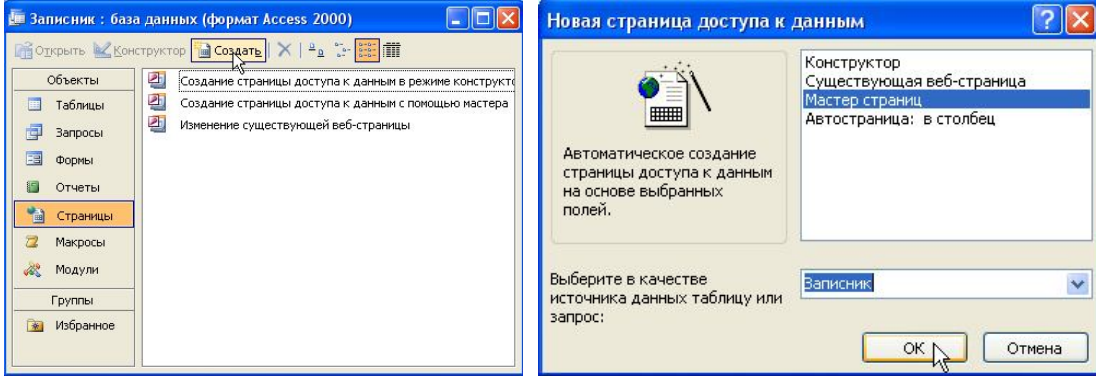 Записник : база данных (формат Access 2000)
Открыть Конструктор Создать
Объекты
Таблицы
Запросы
Формы
Отчеты
Страницы
Макросы
Модули
Группы
Избранное
Создание страницы доступа к данным в режиме конструкто
Создание страницы доступа к данным с помощью мастера
Изменение существующей веб-страницы
Новая страница доступа к данным
Автоматическое создание
страницы доступа к данным
на основе выбранных
полей.
Конструктор
Существующая веб-страница
Мастер страниц
Автостраница: в столбец
Выберите в качестве
источника данных таблицу или
запрос:
Записник
ОК Отмена